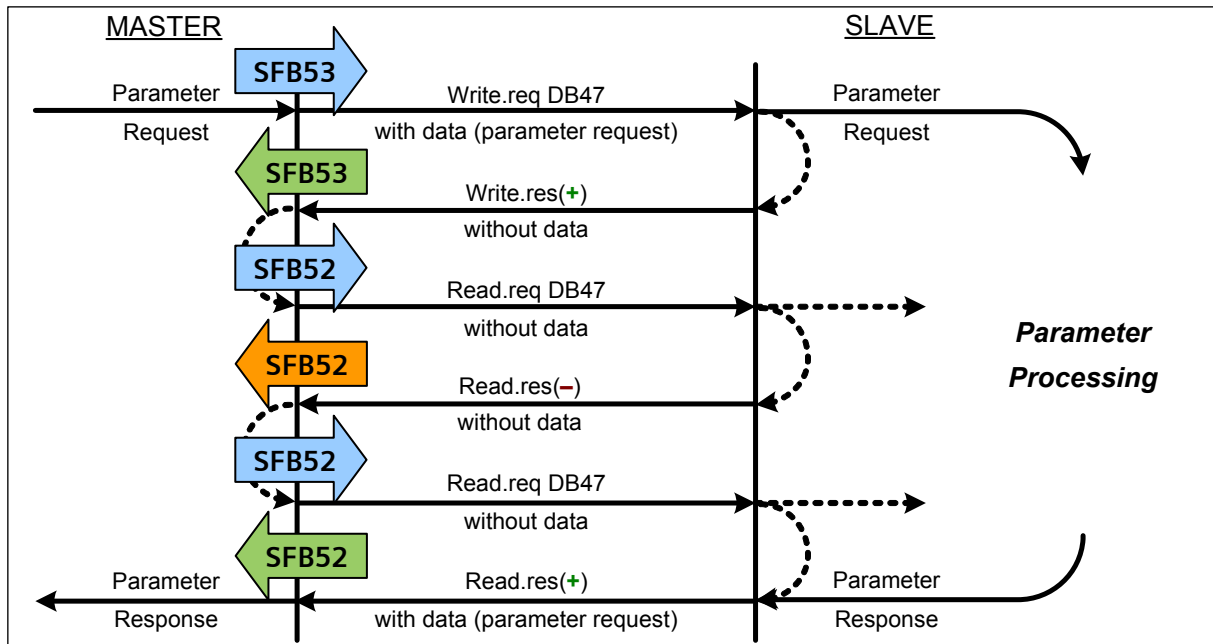 MASTER
SLAVE
SFB53
Parameter
Request
Write.req DB47
with data (parameter request)
Parameter
Request
SFB53
Write.res(+)
without data
SFB52
Read.req DB47
without data
SFB52
Read.res(–)
without data
Parameter
Processing
SFB52
Read.req DB47
without data
SFB52
Parameter
Response
Read.res(+)
with data (parameter request)
Parameter
Response